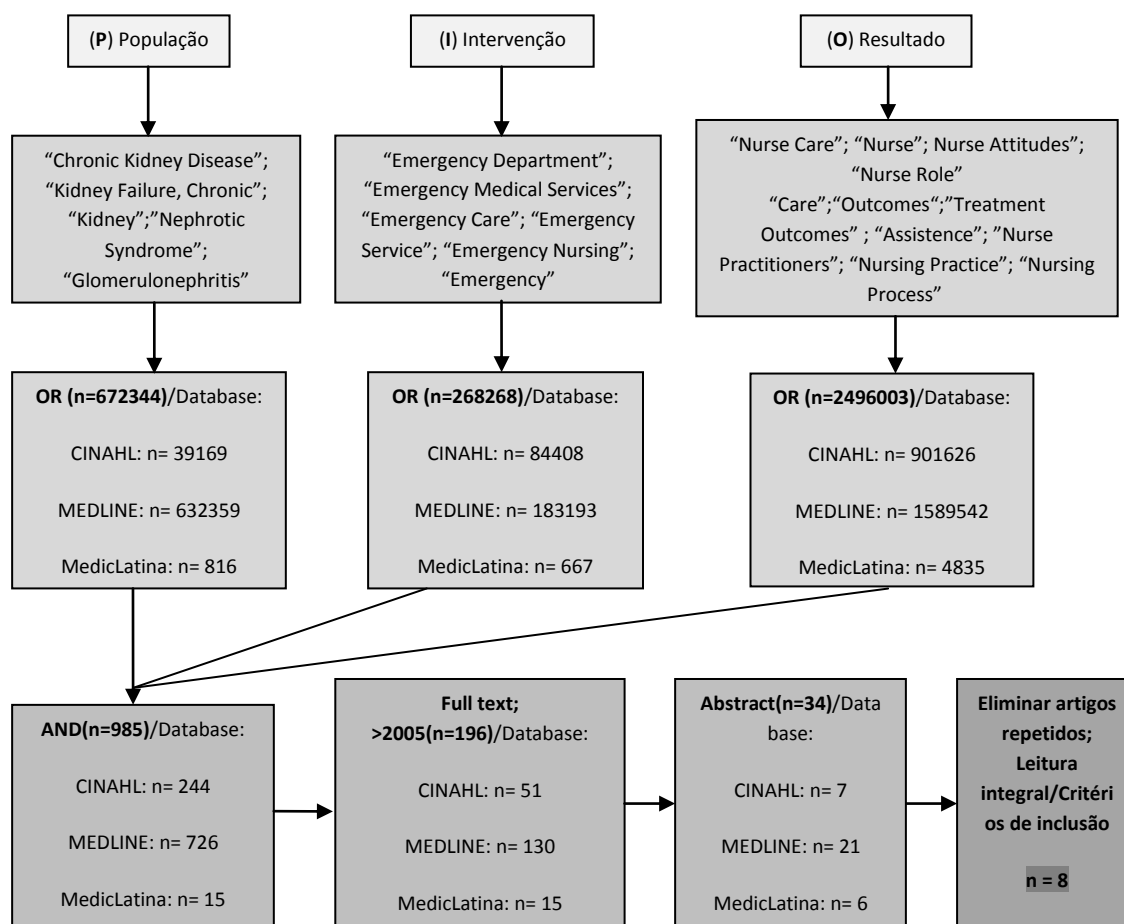 (P) População
(I) Intervenção
(O) Resultado
“Chronic Kidney Disease”;
“Kidney Failure, Chronic”;
“Kidney”;”Nephrotic
Syndrome”;
“Glomerulonephritis”
“Emergency Department”;
“Emergency Medical Services”;
“Emergency Care”; “Emergency
Service”; “Emergency Nursing”;
“Emergency”
“Nurse Care”; “Nurse”; Nurse Attitudes”;
“Nurse Role”
“Care”;“Outcomes“;”Treatment
Outcomes” ; “Assistence”; ”Nurse
Practitioners”; “Nursing Practice”; “Nursing
Process”
OR (n=672344)/Database:
CINAHL: n= 39169
MEDLINE: n= 632359
MedicLatina: n= 816
OR (n=268268)/Database:
CINAHL: n= 84408
MEDLINE: n= 183193
MedicLatina: n= 667
OR (n=2496003)/Database:
CINAHL: n= 901626
MEDLINE: n= 1589542
MedicLatina: n= 4835
AND(n=985)/Database:
CINAHL: n= 244
MEDLINE: n= 726
MedicLatina: n= 15
Full text;
>2005(n=196)/Database:
CINAHL: n= 51
MEDLINE: n= 130
MedicLatina: n= 15
Abstract(n=34)/Data
base:
CINAHL: n= 7
MEDLINE: n= 21
MedicLatina: n= 6
Eliminar artigos
repetidos;
Leitura
integral/Critéri
os de inclusão
n = 8